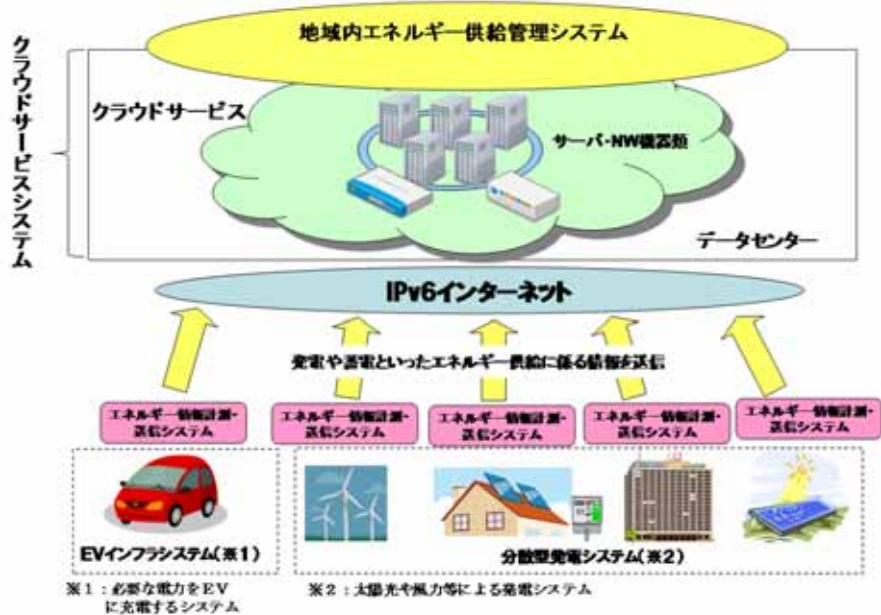 地域内エネルギー供給管理システム
クラウドサービスシステム
クラウドサービス
サーバ・NW機器類
データセンター
IPv6インターネット
発電や蓄電といったエネルギー供給に係る情報を送信
エネルギー情報計測・
送信システム
エネルギー情報計測・
送信システム
エネルギー情報計測・
送信システム
エネルギー情報計測・
送信システム
エネルギー情報計測・
送信システム
EVインフラシステム(※1)
分散型発電システム(※2)
※1:必要な電力をEV
に充電するシステム
※2:太陽光や風力等による発電システム